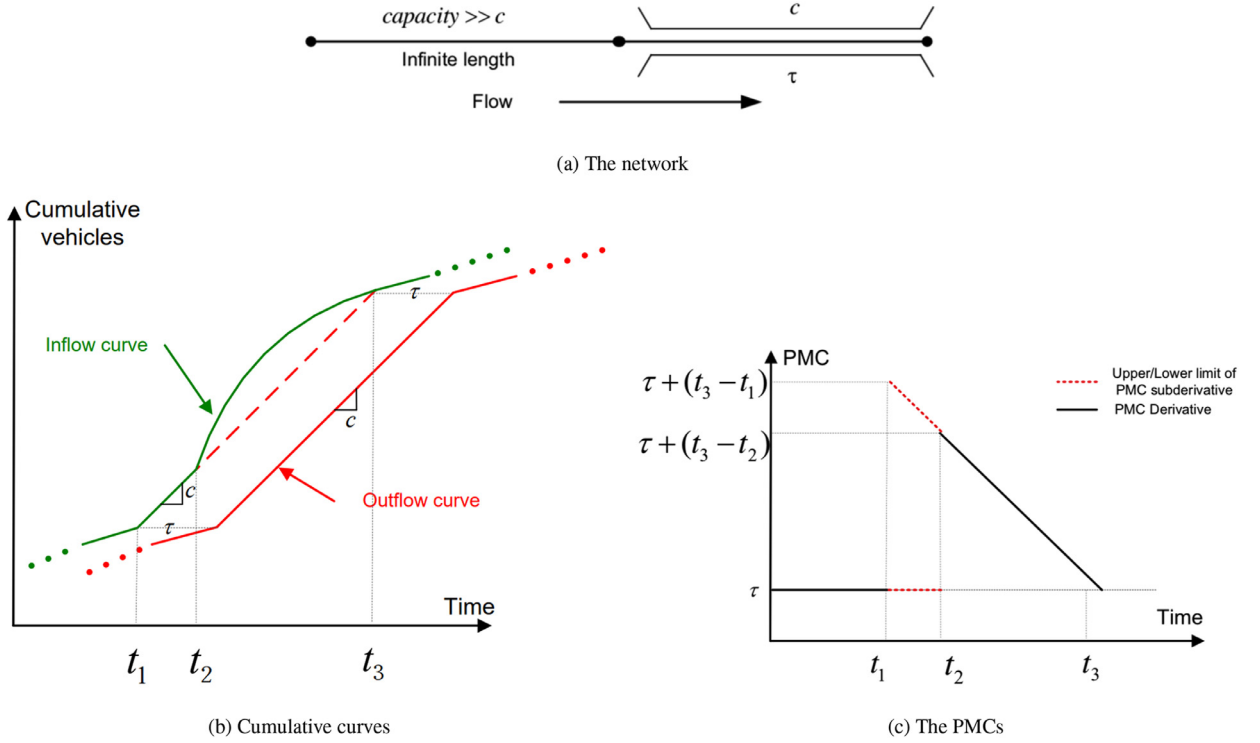 capacity >> c
c
Infinite length
τ
Flow
(a) The network
Cumulative
vehicles
τ
Inflow curve
c
c
Outflow curve
τ
Time
t₁ t₂ t₃
(b) Cumulative curves
PMC
Upper/Lower limit of
PMC subderivative
PMC Derivative
τ + (t₃ − t₁)
τ + (t₃ − t₂)
τ
Time
t₁ t₂ t₃
(c) The PMCs